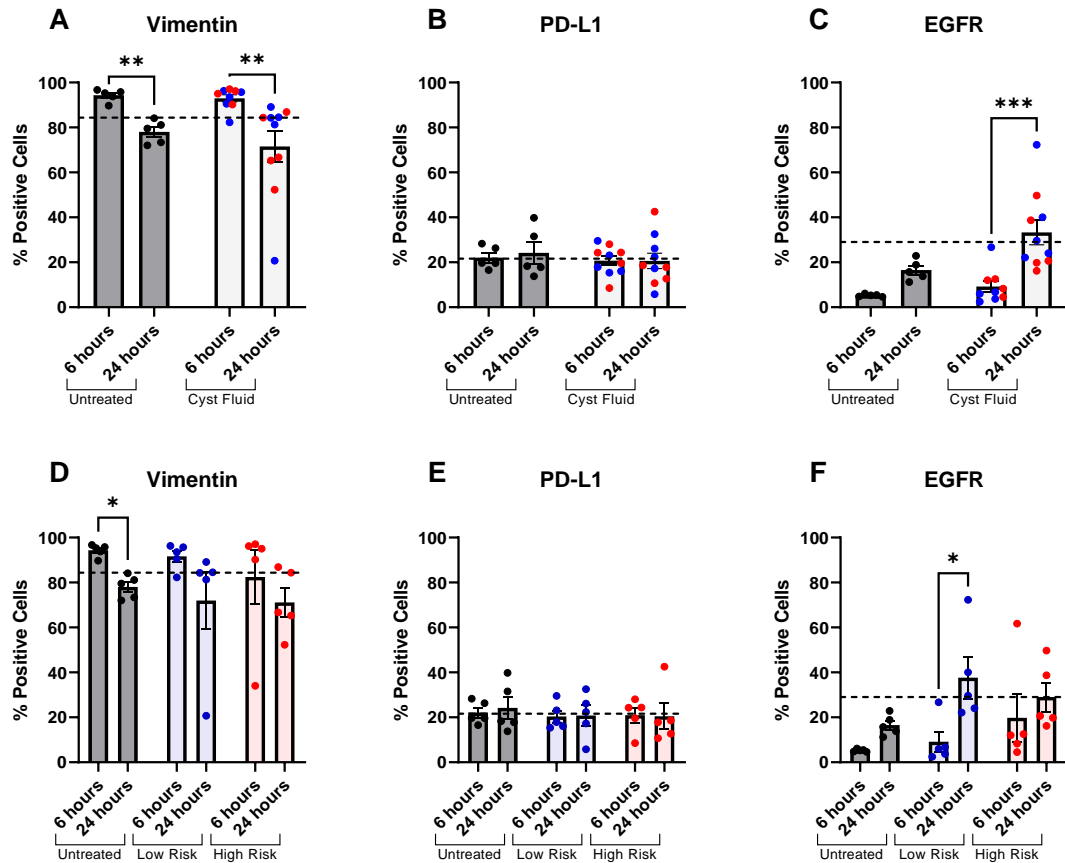 A
Vimentin
**
**
% Positive Cells
100
80
60
40
20
0
6 hours
24 hours
6 hours
24 hours
Untreated
Cyst Fluid
B
PD-L1
% Positive Cells
100
80
60
40
20
0
6 hours
24 hours
6 hours
24 hours
Untreated
Cyst Fluid
C
EGFR
***
% Positive Cells
100
80
60
40
20
0
6 hours
24 hours
6 hours
24 hours
Untreated
Cyst Fluid
D
Vimentin
*
% Positive Cells
100
80
60
40
20
0
6 hours
24 hours
6 hours
24 hours
6 hours
24 hours
Untreated
Low Risk
High Risk
E
PD-L1
% Positive Cells
100
80
60
40
20
0
6 hours
24 hours
6 hours
24 hours
6 hours
24 hours
Untreated
Low Risk
High Risk
F
EGFR
*
% Positive Cells
100
80
60
40
20
0
6 hours
24 hours
6 hours
24 hours
6 hours
24 hours
Untreated
Low Risk
High Risk